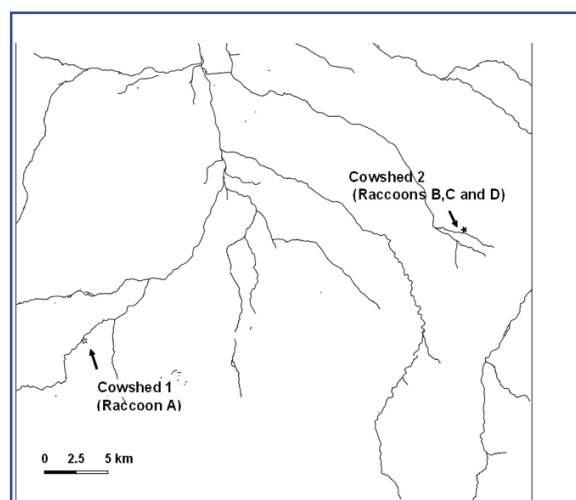 Cowshed 2
(Raccoons B,C and D)
Cowshed 1
(Raccoon A)
0 2.5 5 km